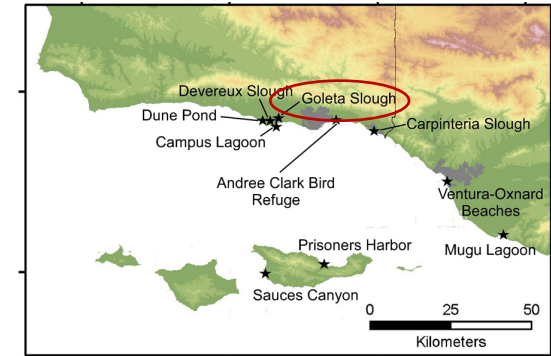 Devereux Slough
Goleta Slough
Dune Pond
Carpinteria Slough
Campus Lagoon
Andree Clark Bird
Refuge
Ventura-Oxnard
Beaches
Mugu Lagoon
Prisoners Harbor
Sauces Canyon
0 25 50
Kilometers